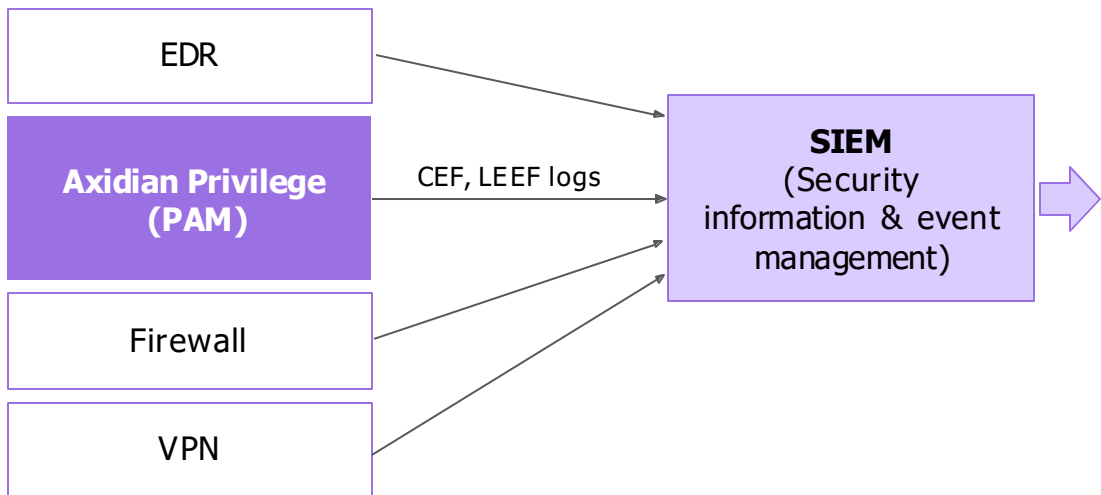 EDR
Axidian Privilege
(PAM)
CEF, LEEF logs
SIEM
(Security
information & event
management)
Firewall
VPN